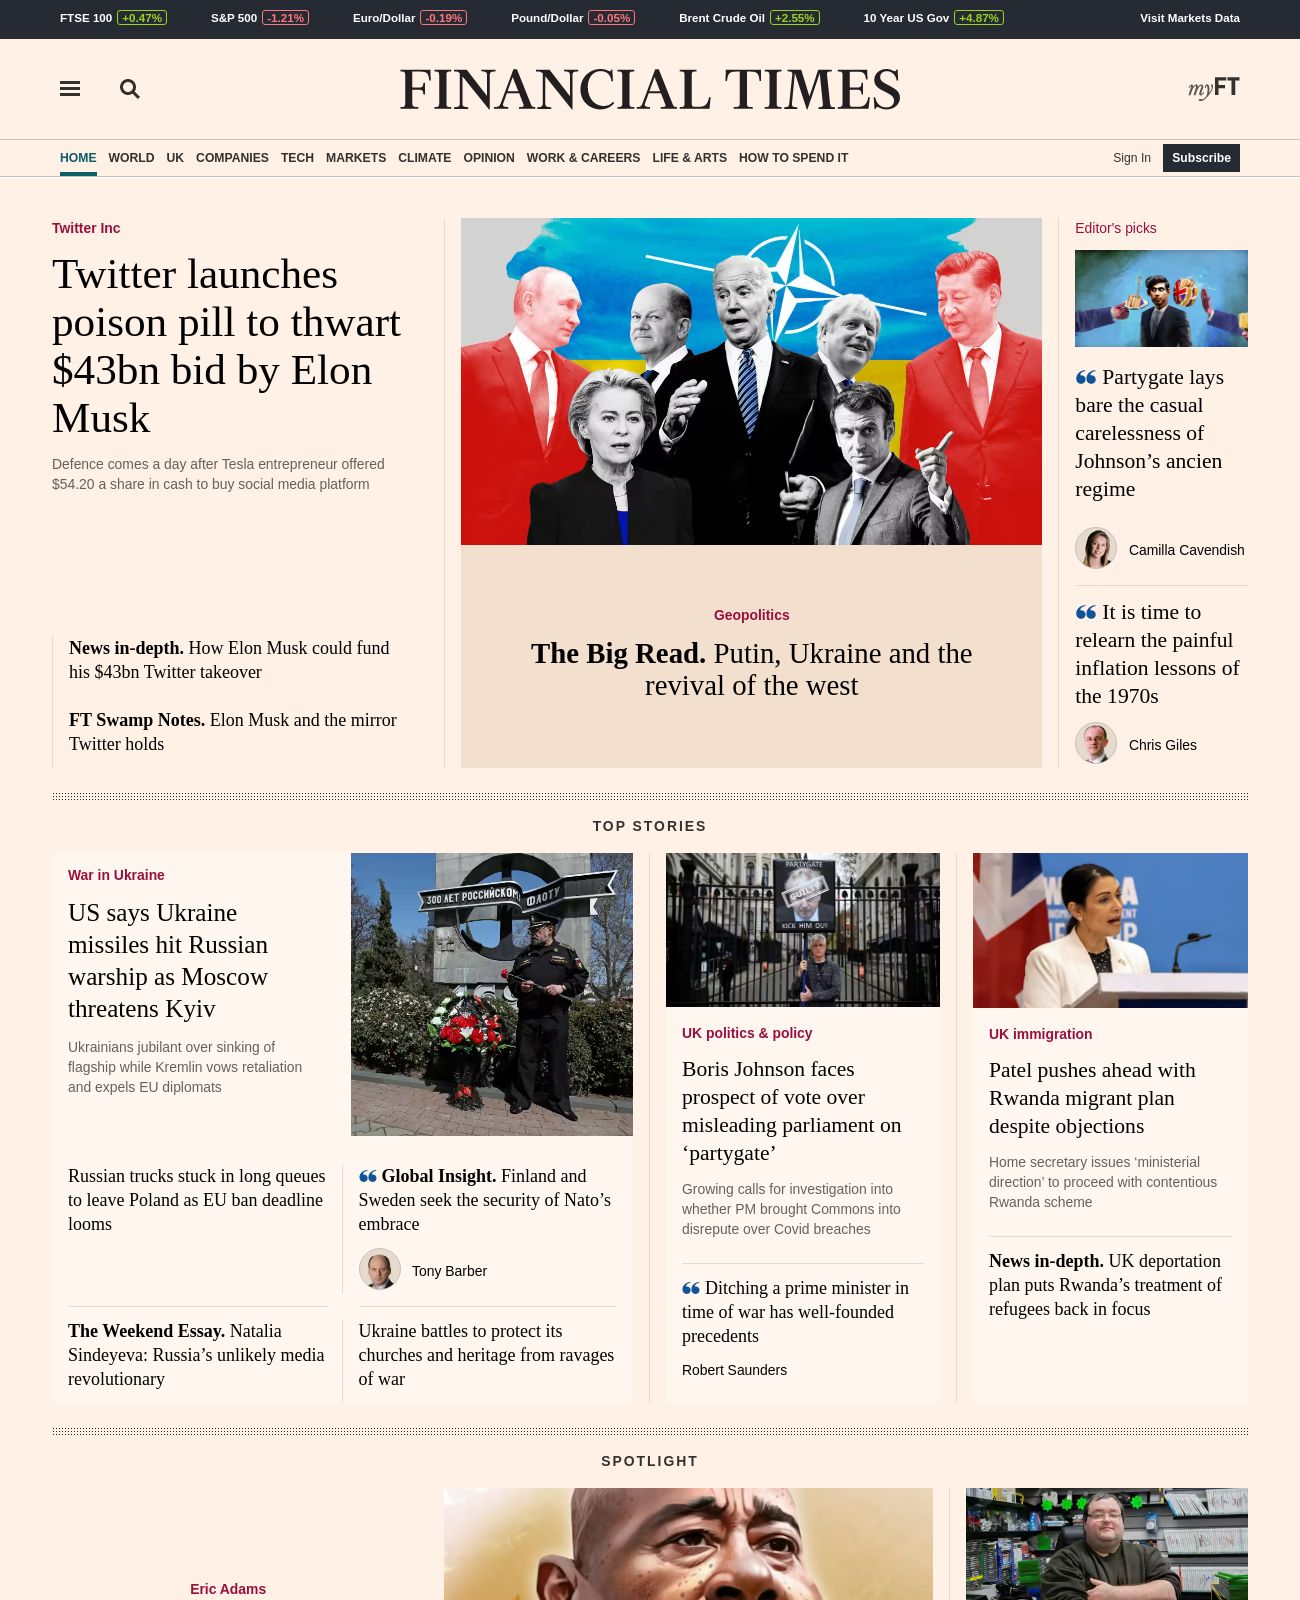 FTSE 100 +0.47% S&P 500 -1.21% Euro/Dollar -0.19% Pound/Dollar -0.05% Brent Crude Oil +2.55% 10 Year US Gov +4.87% Visit Markets Data
FINANCIAL TIMES
myFT
HOME WORLD UK COMPANIES TECH MARKETS CLIMATE OPINION WORK & CAREERS LIFE & ARTS HOW TO SPEND IT Sign In Subscribe
Twitter Inc
Twitter launches
poison pill to thwart
$43bn bid by Elon
Musk
Defence comes a day after Tesla entrepreneur offered
$54.20 a share in cash to buy social media platform
News in-depth. How Elon Musk could fund
his $43bn Twitter takeover
FT Swamp Notes. Elon Musk and the mirror
Twitter holds
Geopolitics
The Big Read. Putin, Ukraine and the
revival of the west
Editor's picks
“ Partygate lays
bare the casual
carelessness of
Johnson’s ancien
regime
Camilla Cavendish
“ It is time to
relearn the painful
inflation lessons of
the 1970s
Chris Giles
TOP STORIES
War in Ukraine
US says Ukraine
missiles hit Russian
warship as Moscow
threatens Kyiv
Ukrainians jubilant over sinking of
flagship while Kremlin vows retaliation
and expels EU diplomats
300 ЛЕТ РОССИЙСКОМУ ФЛОТУ
Russian trucks stuck in long queues
to leave Poland as EU ban deadline
looms
“ Global Insight. Finland and
Sweden seek the security of Nato’s
embrace
Tony Barber
The Weekend Essay. Natalia
Sindeyeva: Russia’s unlikely media
revolutionary
Ukraine battles to protect its
churches and heritage from ravages
of war
PARTYGATE
GUILTY
KICK HIM OUT
UK politics & policy
Boris Johnson faces
prospect of vote over
misleading parliament on
‘partygate’
Growing calls for investigation into
whether PM brought Commons into
disrepute over Covid breaches
“ Ditching a prime minister in
time of war has well-founded
precedents
Robert Saunders
UK immigration
Patel pushes ahead with
Rwanda migrant plan
despite objections
Home secretary issues ‘ministerial
direction’ to proceed with contentious
Rwanda scheme
News in-depth. UK deportation
plan puts Rwanda’s treatment of
refugees back in focus
SPOTLIGHT
Eric Adams